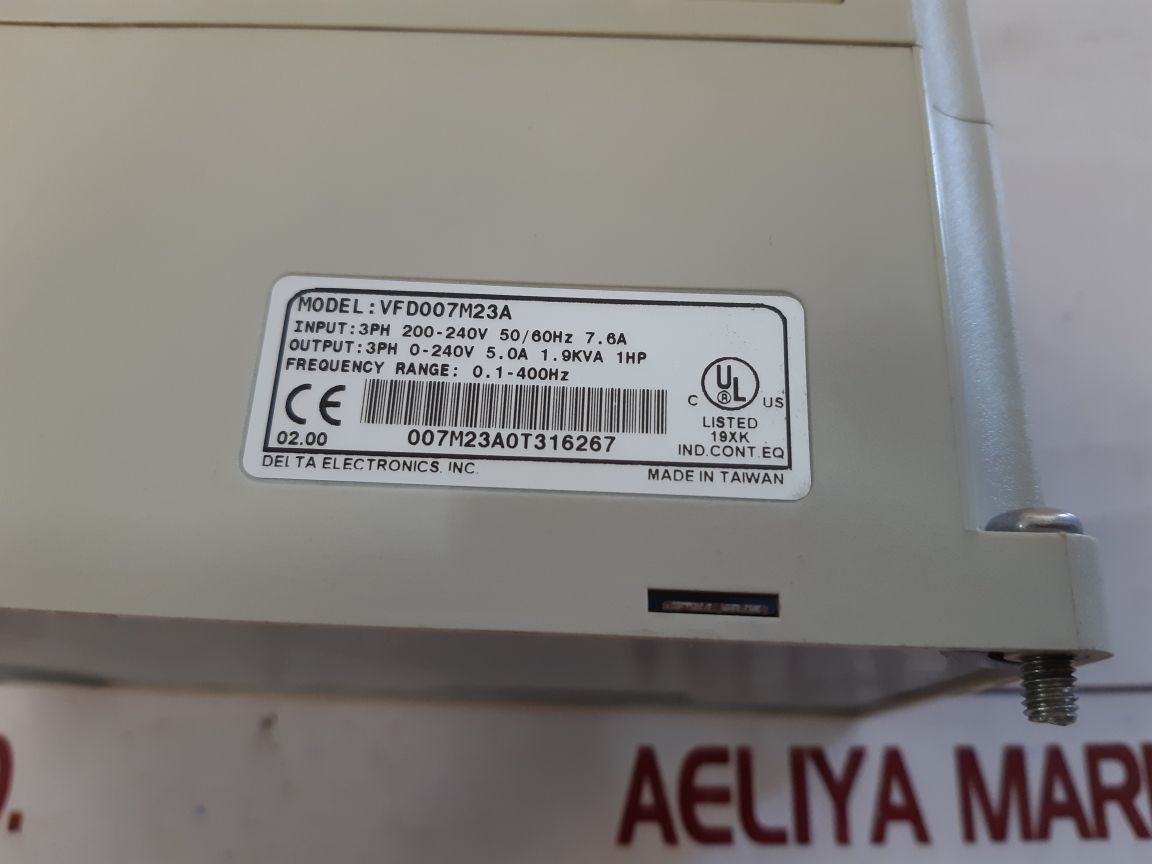 MODEL:VFD007M23A
INPUT:3PH 200-240V 50/60Hz 7.6A
OUTPUT:3PH 0-240V 5.0A 1.9KVA 1HP
FREQUENCY RANGE: 0.1-400Hz
CE
02.00
007M23A0T316267
C UL ® US
LISTED
19XK
IND.CONT.EQ
DELTA ELECTRONICS. INC.
MADE IN TAIWAN
AELIYA